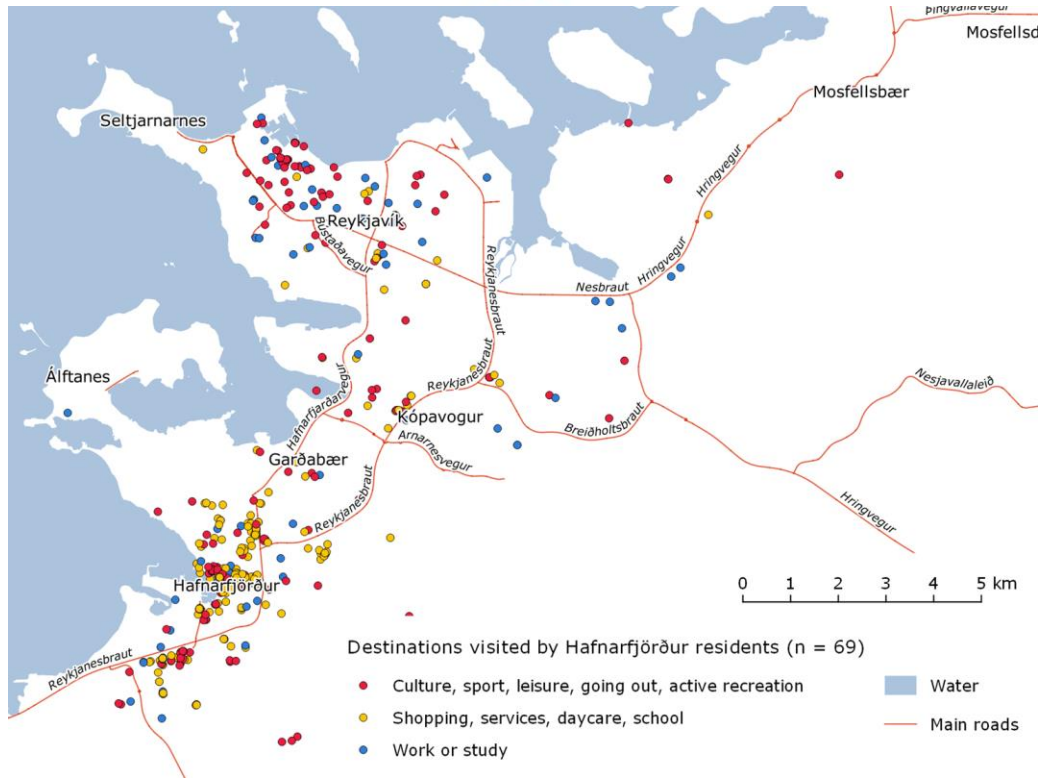 Þingvallavegur
Mosfellsd
Mosfellsbær
Seltjarnarnes
Hringvegur
Reykjavík
Bústaðavegur
Reykjanesbraut
Hringvegur
Nesbraut
Álftanes
Hafnarfjarðarvegur
Reykjanesbraut
Nesjavallaleið
Kópavogur
Breiðholtsbraut
Arnarnesvegur
Garðabær
Reykjanesbraut
Hringvegur
Hafnarfjörður
0 1 2 3 4 5 km
Reykjanesbraut
Destinations visited by Hafnarfjörður residents (n = 69)
Culture, sport, leisure, going out, active recreation
Water
Shopping, services, daycare, school
Main roads
Work or study